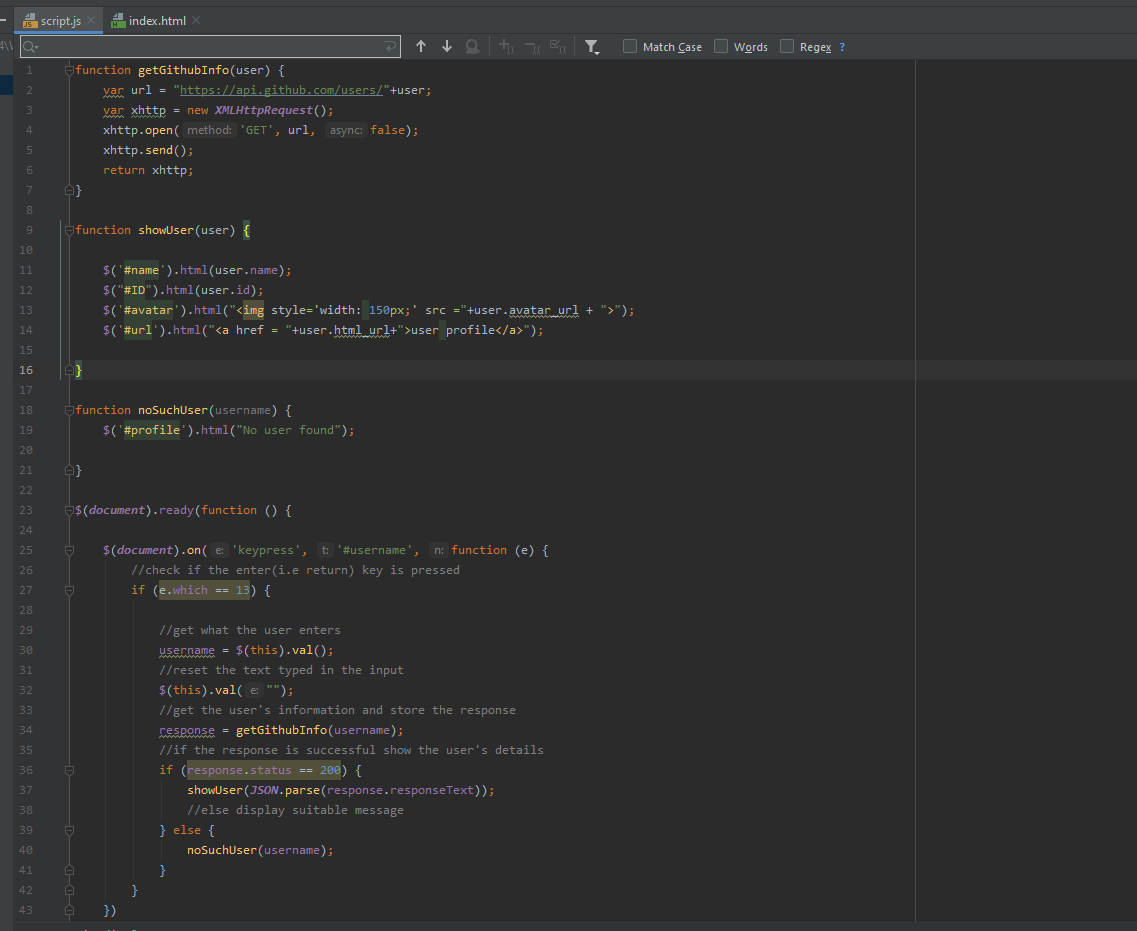 script.js index.html
Match Case Words Regex ?
1 function getGithubInfo(user) {
2 var url = "https://api.github.com/users/"+user;
3 var xhttp = new XMLHttpRequest();
4 xhttp.open( method: 'GET', url, async: false);
5 xhttp.send();
6 return xhttp;
7 }
8
9 function showUser(user) {
10
11 $('#name').html(user.name);
12 $("#ID").html(user.id);
13 $('#avatar').html("<img style='width: 150px;' src ="+user.avatar_url + ">");
14 $('#url').html("<a href = "+user.html_url+">user profile</a>");
15
16 }
17
18 function noSuchUser(username) {
19 $('#profile').html("No user found");
20
21 }
22
23 $(document).ready(function () {
24
25 $(document).on( e: 'keypress', t: '#username', n: function (e) {
26 //check if the enter(i.e return) key is pressed
27 if (e.which == 13) {
28
29 //get what the user enters
30 username = $(this).val();
31 //reset the text typed in the input
32 $(this).val( e: "");
33 //get the user's information and store the response
34 response = getGithubInfo(username);
35 //if the response is successful show the user's details
36 if (response.status == 200) {
37 showUser(JSON.parse(response.responseText));
38 //else display suitable message
39 } else {
40 noSuchUser(username);
41 }
42 }
43 })